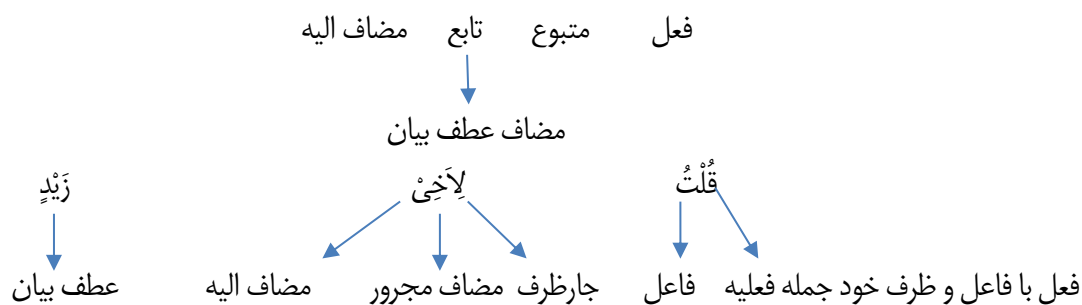 فعل متبوع تابع مضاف الیه
مضاف عطف بیان
قُلْتُ لِاَخِیْ زَیْدٍ
فعل با فاعل و ظرف خود جمله فعلیه فاعل جارظرف مضاف مجرور مضاف الیه عطف بیان